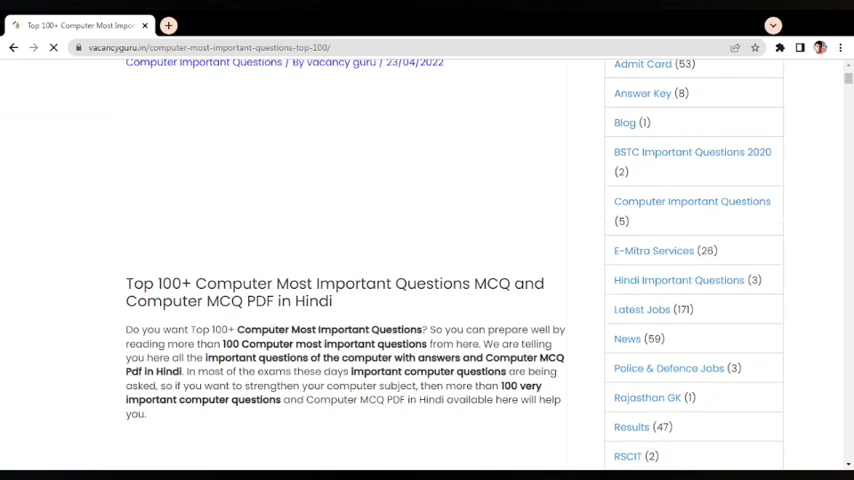 Top 100+ Computer Most Impor
vacancyguru.in/computer-most-important-questions-top-100/
Computer Important Questions / By vacancy guru / 23/04/2022
Top 100+ Computer Most Important Questions MCQ and
Computer MCQ PDF in Hindi
Do you want Top 100+ Computer Most Important Questions? So you can prepare well by
reading more than 100 Computer most important questions from here. We are telling
you here all the important questions of the computer with answers and Computer MCQ
Pdf in Hindi. In most of the exams these days important computer questions are being
asked, so if you want to strengthen your computer subject, then more than 100 very
important computer questions and Computer MCQ PDF in Hindi available here will help
you.
Admit Card (53)
Answer Key (8)
Blog (1)
BSTC Important Questions 2020
(2)
Computer Important Questions
(5)
E-Mitra Services (26)
Hindi Important Questions (3)
Latest Jobs (171)
News (59)
Police & Defence Jobs (3)
Rajasthan GK (1)
Results (47)
RSCIT (2)